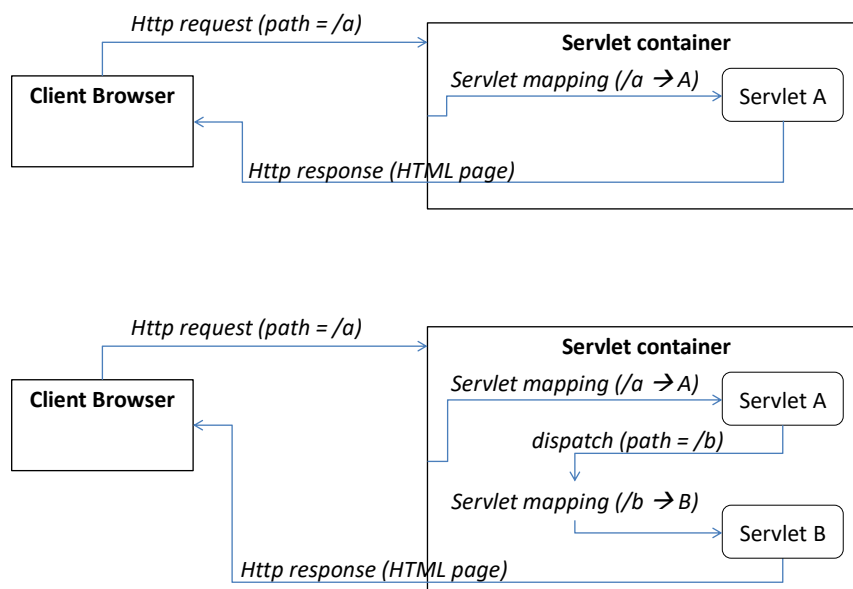 Http request (path = /a)
Servlet container
Client Browser
Servlet mapping (/a → A)
Servlet A
Http response (HTML page)
Http request (path = /a)
Servlet container
Client Browser
Servlet mapping (/a → A)
Servlet A
dispatch (path = /b)
Servlet mapping (/b → B)
Servlet B
Http response (HTML page)